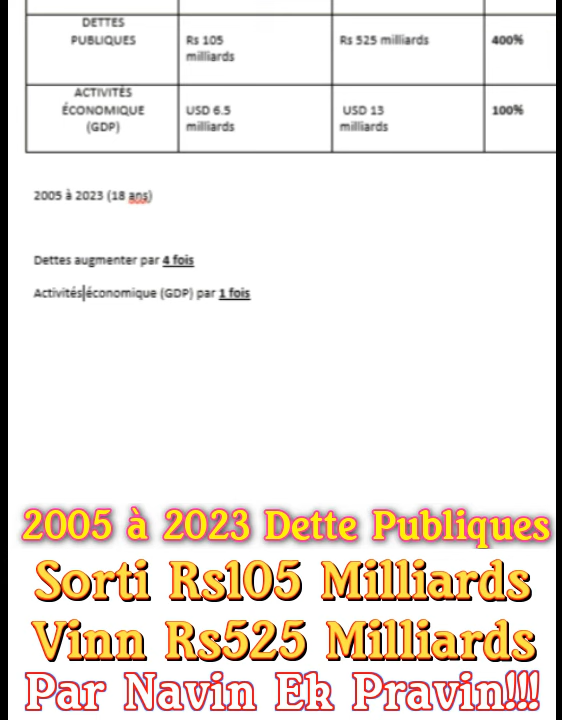 DETTES
PUBLIQUES
Rs 105
milliards
Rs 525 milliards
400%
ACTIVITÉS
ÉCONOMIQUE
(GDP)
USD 6.5
milliards
USD 13
milliards
100%
2005 à 2023 (18 ans)
Dettes augmenter par 4 fois
Activités économique (GDP) par 1 fois
2005 à 2023 Dette Publiques
Sorti Rs105 Milliards
Vinn Rs525 Milliards
Par Navin Ek Pravin!!!